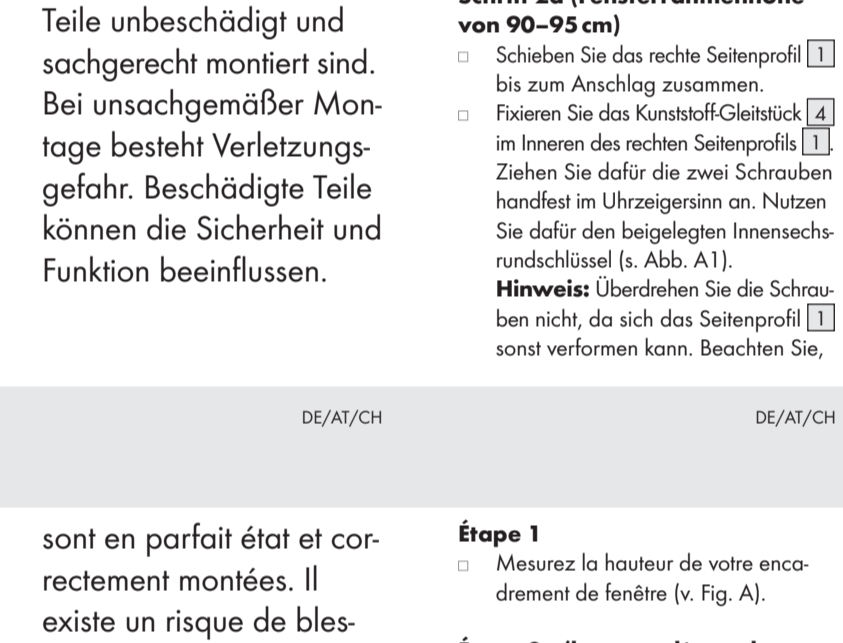 Teile unbeschädigt und
sachgerecht montiert sind.
Bei unsachgemäßer Mon-
tage besteht Verletzungs-
gefahr. Beschädigte Teile
können die Sicherheit und
Funktion beeinflussen.
von 90–95 cm)
□ Schieben Sie das rechte Seitenprofil 1
bis zum Anschlag zusammen.
□ Fixieren Sie das Kunststoff-Gleitstück 4
im Inneren des rechten Seitenprofils 1.
Ziehen Sie dafür die zwei Schrauben
handfest im Uhrzeigersinn an. Nutzen
Sie dafür den beigelegten Innensechs-
rundschlüssel (s. Abb. A1).
Hinweis: Überdrehen Sie die Schrau-
ben nicht, da sich das Seitenprofil 1
sonst verformen kann. Beachten Sie,
DE/AT/CH
DE/AT/CH
sont en parfait état et cor-
rectement montées. Il
existe un risque de bles-
Étape 1
□ Mesurez la hauteur de votre enca-
drement de fenêtre (v. Fig. A).